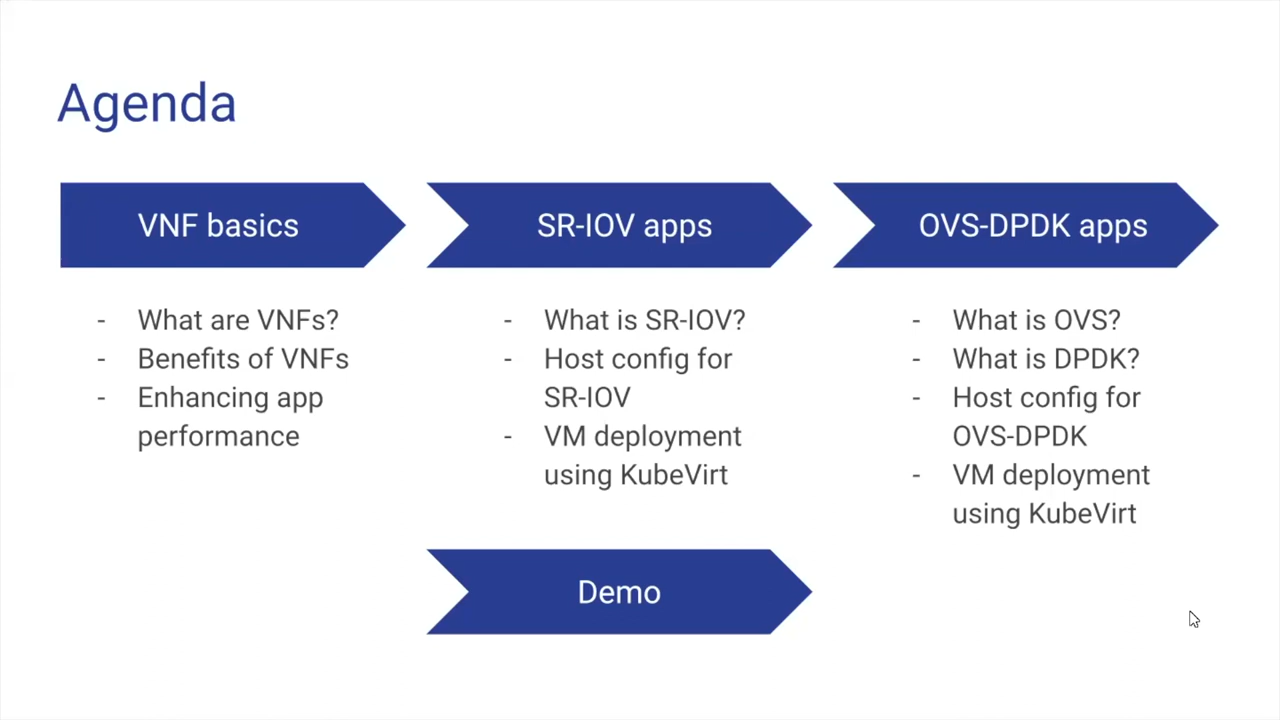 Agenda
VNF basics
- What are VNFs?
- Benefits of VNFs
- Enhancing app
performance
SR-IOV apps
- What is SR-IOV?
- Host config for
SR-IOV
- VM deployment
using KubeVirt
OVS-DPDK apps
- What is OVS?
- What is DPDK?
- Host config for
OVS-DPDK
- VM deployment
using KubeVirt
Demo